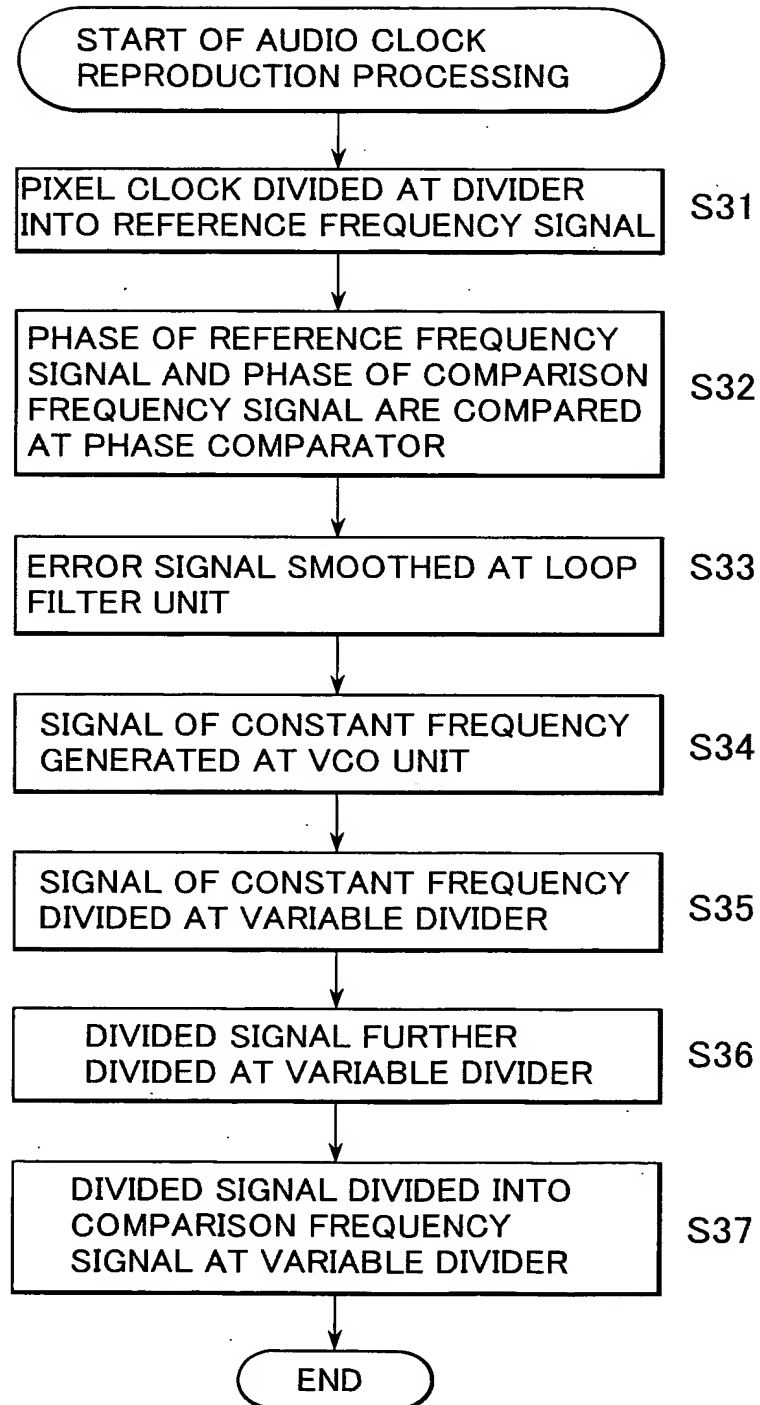 START OF AUDIO CLOCK
REPRODUCTION PROCESSING
PIXEL CLOCK DIVIDED AT DIVIDER
INTO REFERENCE FREQUENCY SIGNAL
S31
PHASE OF REFERENCE FREQUENCY
SIGNAL AND PHASE OF COMPARISON
FREQUENCY SIGNAL ARE COMPARED
AT PHASE COMPARATOR
S32
ERROR SIGNAL SMOOTHED AT LOOP
FILTER UNIT
S33
SIGNAL OF CONSTANT FREQUENCY
GENERATED AT VCO UNIT
S34
SIGNAL OF CONSTANT FREQUENCY
DIVIDED AT VARIABLE DIVIDER
S35
DIVIDED SIGNAL FURTHER
DIVIDED AT VARIABLE DIVIDER
S36
DIVIDED SIGNAL DIVIDED INTO
COMPARISON FREQUENCY
SIGNAL AT VARIABLE DIVIDER
S37
END